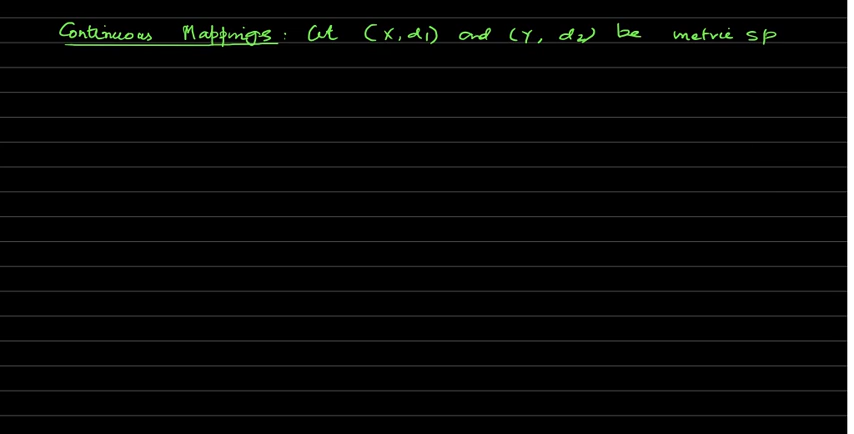 Continuous Mappings : Let (X, d1) and (Y, d2) be metric sp